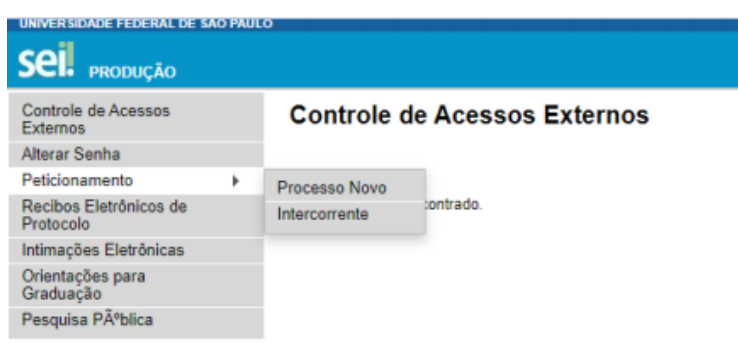 UNIVERSIDADE FEDERAL DE SÃO PAULO
sei! PRODUÇÃO
Controle de Acessos
Externos
Alterar Senha
Peticionamento
Recibos Eletrônicos de
Protocolo
Intimações Eletrônicas
Orientações para
Graduação
Pesquisa PÃºblica
Controle de Acessos Externos
Processo Novo
Intercorrente
contrado.